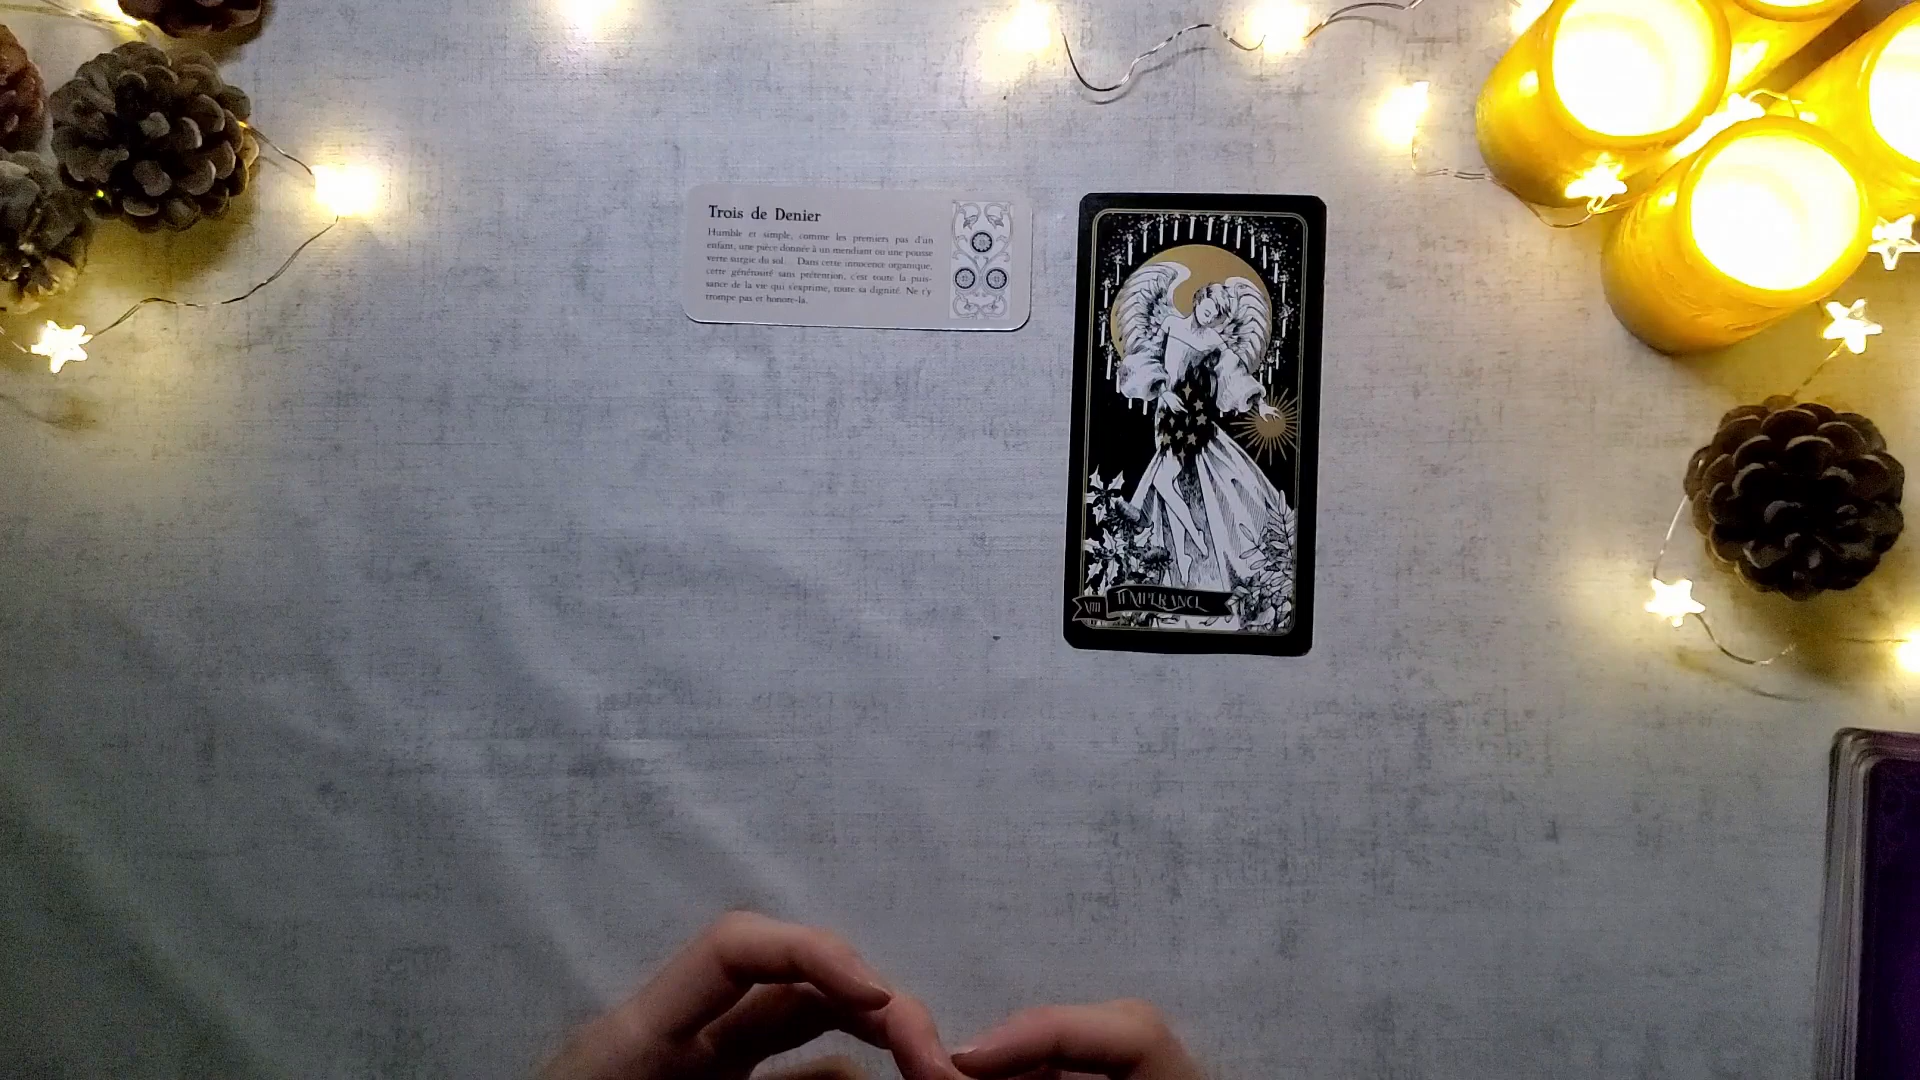 Trois de Denier
Humble et simple, comme les premiers pas d'un
enfant, une pièce donnée à un mendiant ou une pousse
verte surgie du sol... Dans cette innocence organique,
cette générosité sans prétention, c'est toute la puis-
sance de la vie qui s'exprime, toute sa dignité. Ne t'y
trompe pas et honore-la.
TEMPERANCE